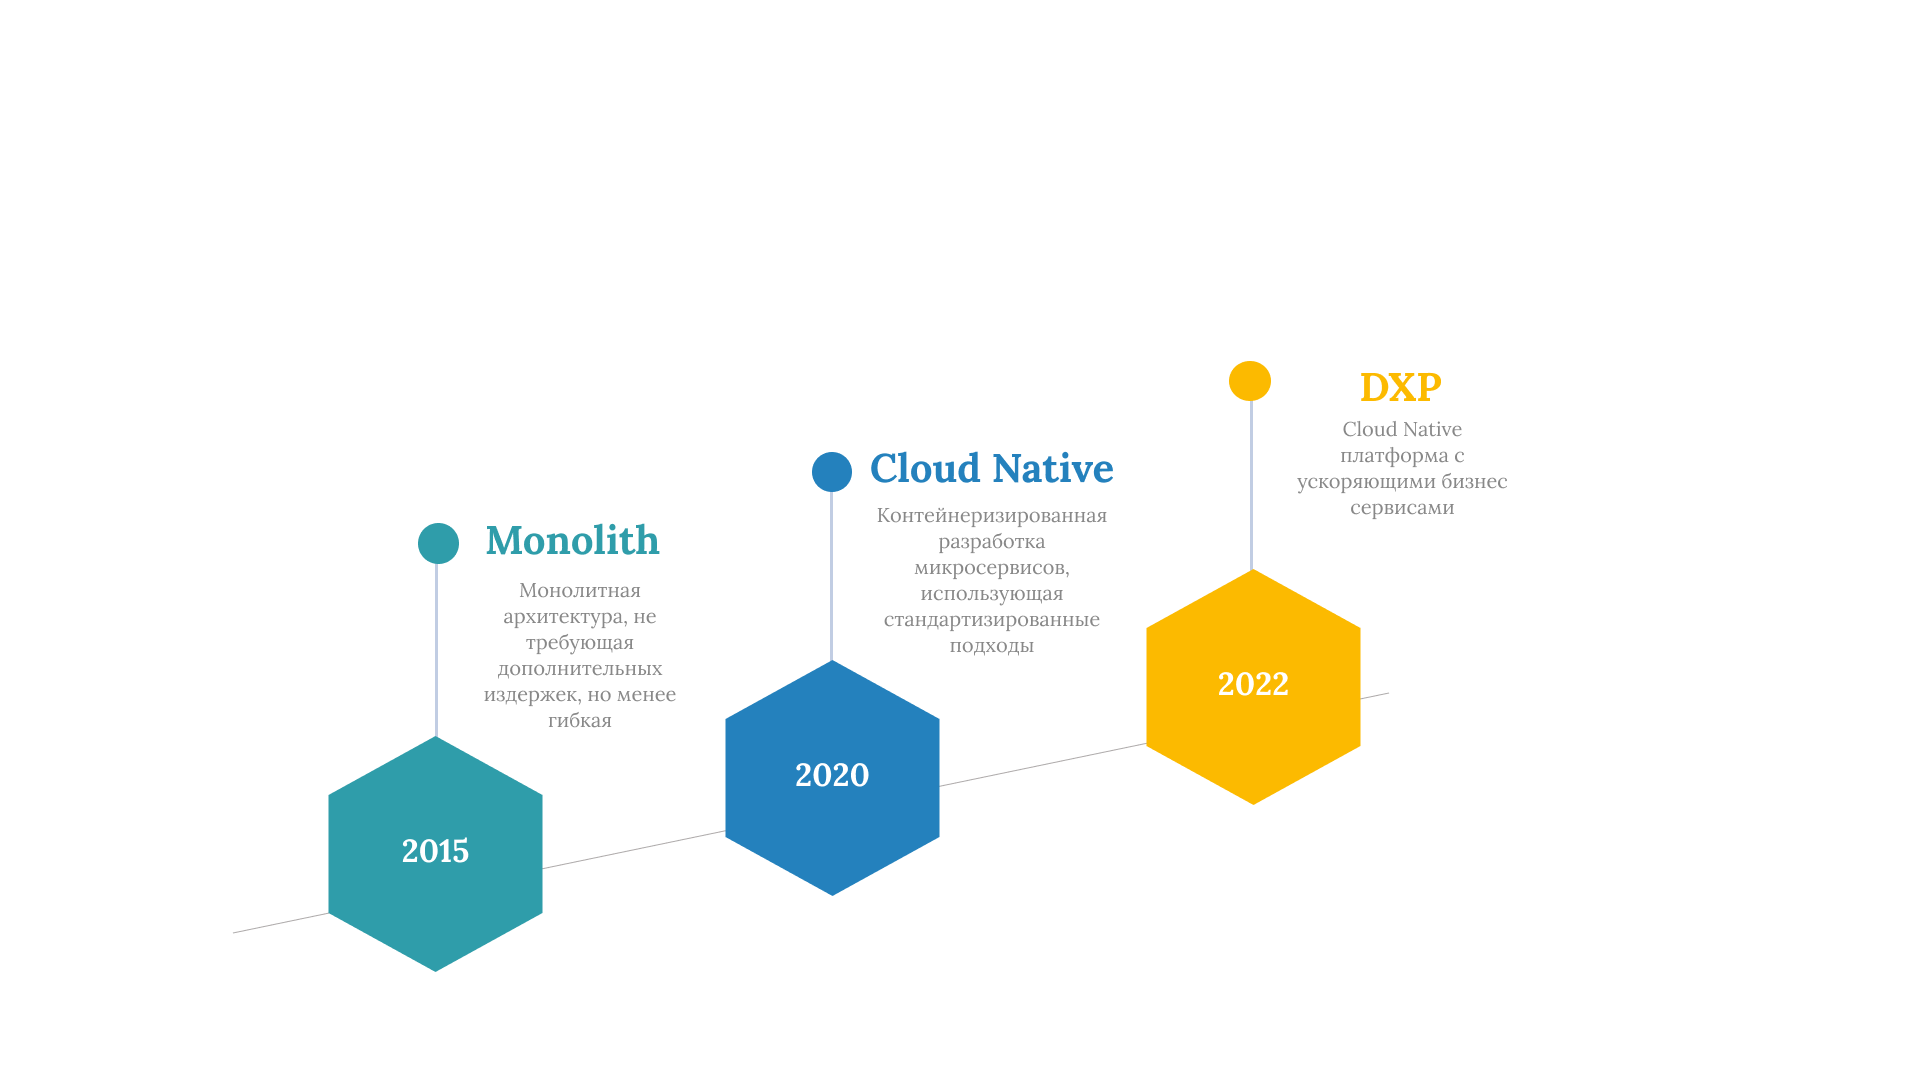 Monolith
Монолитная
архитектура, не
требующая
дополнительных
издержек, но менее
гибкая
2015
Cloud Native
Контейнеризированная
разработка
микросервисов,
использующая
стандартизированные
подходы
2020
DXP
Cloud Native
платформа с
ускоряющими бизнес
сервисами
2022